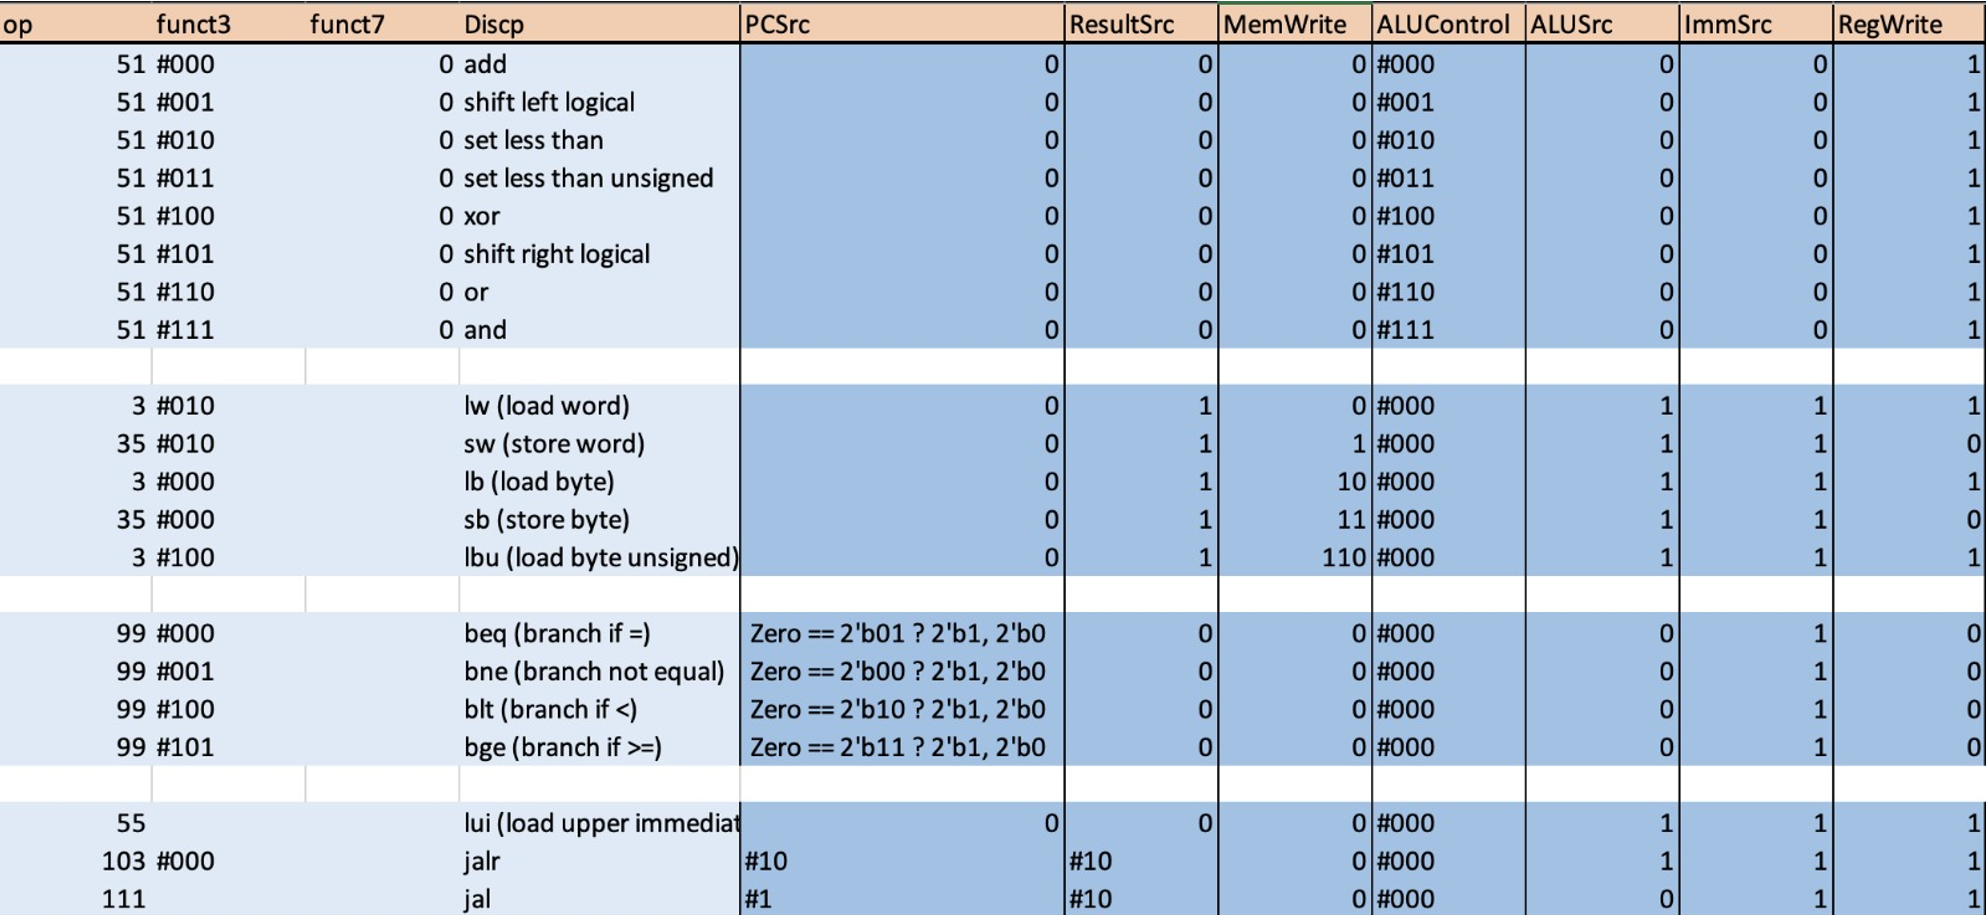 op funct3 funct7 Discp PCSrc ResultSrc MemWrite ALUControl ALUSrc ImmSrc RegWrite
51 #000 0 add 0 0 0 #000 0 0 1
51 #001 0 shift left logical 0 0 0 #001 0 0 1
51 #010 0 set less than 0 0 0 #010 0 0 1
51 #011 0 set less than unsigned 0 0 0 #011 0 0 1
51 #100 0 xor 0 0 0 #100 0 0 1
51 #101 0 shift right logical 0 0 0 #101 0 0 1
51 #110 0 or 0 0 0 #110 0 0 1
51 #111 0 and 0 0 0 #111 0 0 1
3 #010 lw (load word) 0 1 0 #000 1 1 1
35 #010 sw (store word) 0 1 1 #000 1 1 0
3 #000 lb (load byte) 0 1 10 #000 1 1 1
35 #000 sb (store byte) 0 1 11 #000 1 1 0
3 #100 lbu (load byte unsigned) 0 1 110 #000 1 1 1
99 #000 beq (branch if =) Zero == 2'b01 ? 2'b1, 2'b0 0 0 #000 0 1 0
99 #001 bne (branch not equal) Zero == 2'b00 ? 2'b1, 2'b0 0 0 #000 0 1 0
99 #100 blt (branch if <) Zero == 2'b10 ? 2'b1, 2'b0 0 0 #000 0 1 0
99 #101 bge (branch if >=) Zero == 2'b11 ? 2'b1, 2'b0 0 0 #000 0 1 0
55 lui (load upper immediat 0 0 0 #000 1 1 1
103 #000 jalr #10 #10 0 #000 1 1 1
111 jal #1 #10 0 #000 0 1 1